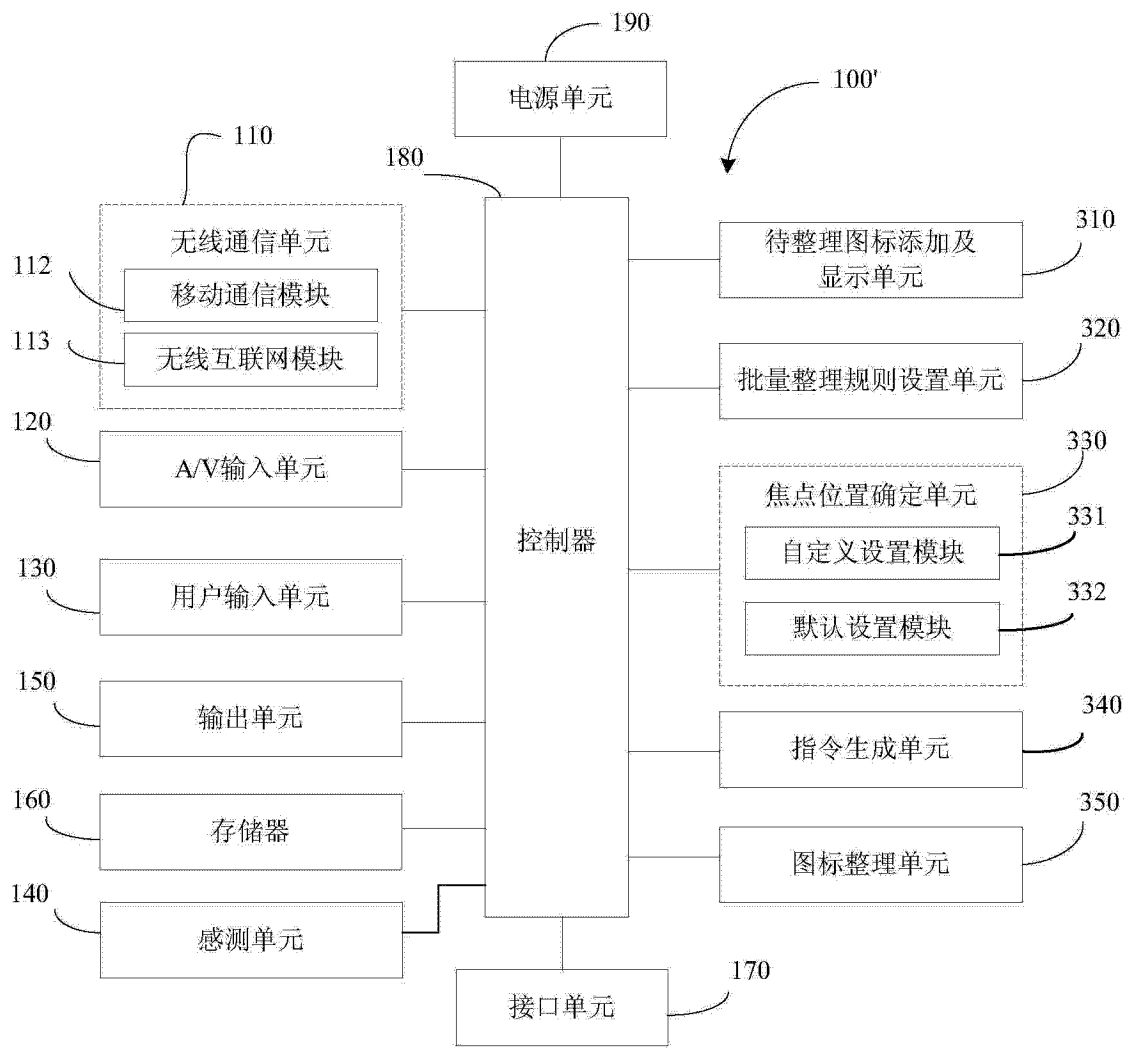 190
电源单元
100'
110
180
无线通信单元
112
移动通信模块
113
无线互联网模块
120
A/V输入单元
130
用户输入单元
150
输出单元
160
存储器
140
感测单元
控制器
待整理图标添加及
显示单元
310
批量整理规则设置单元
320
焦点位置确定单元
330
自定义设置模块
331
默认设置模块
332
指令生成单元
340
图标整理单元
350
接口单元
170